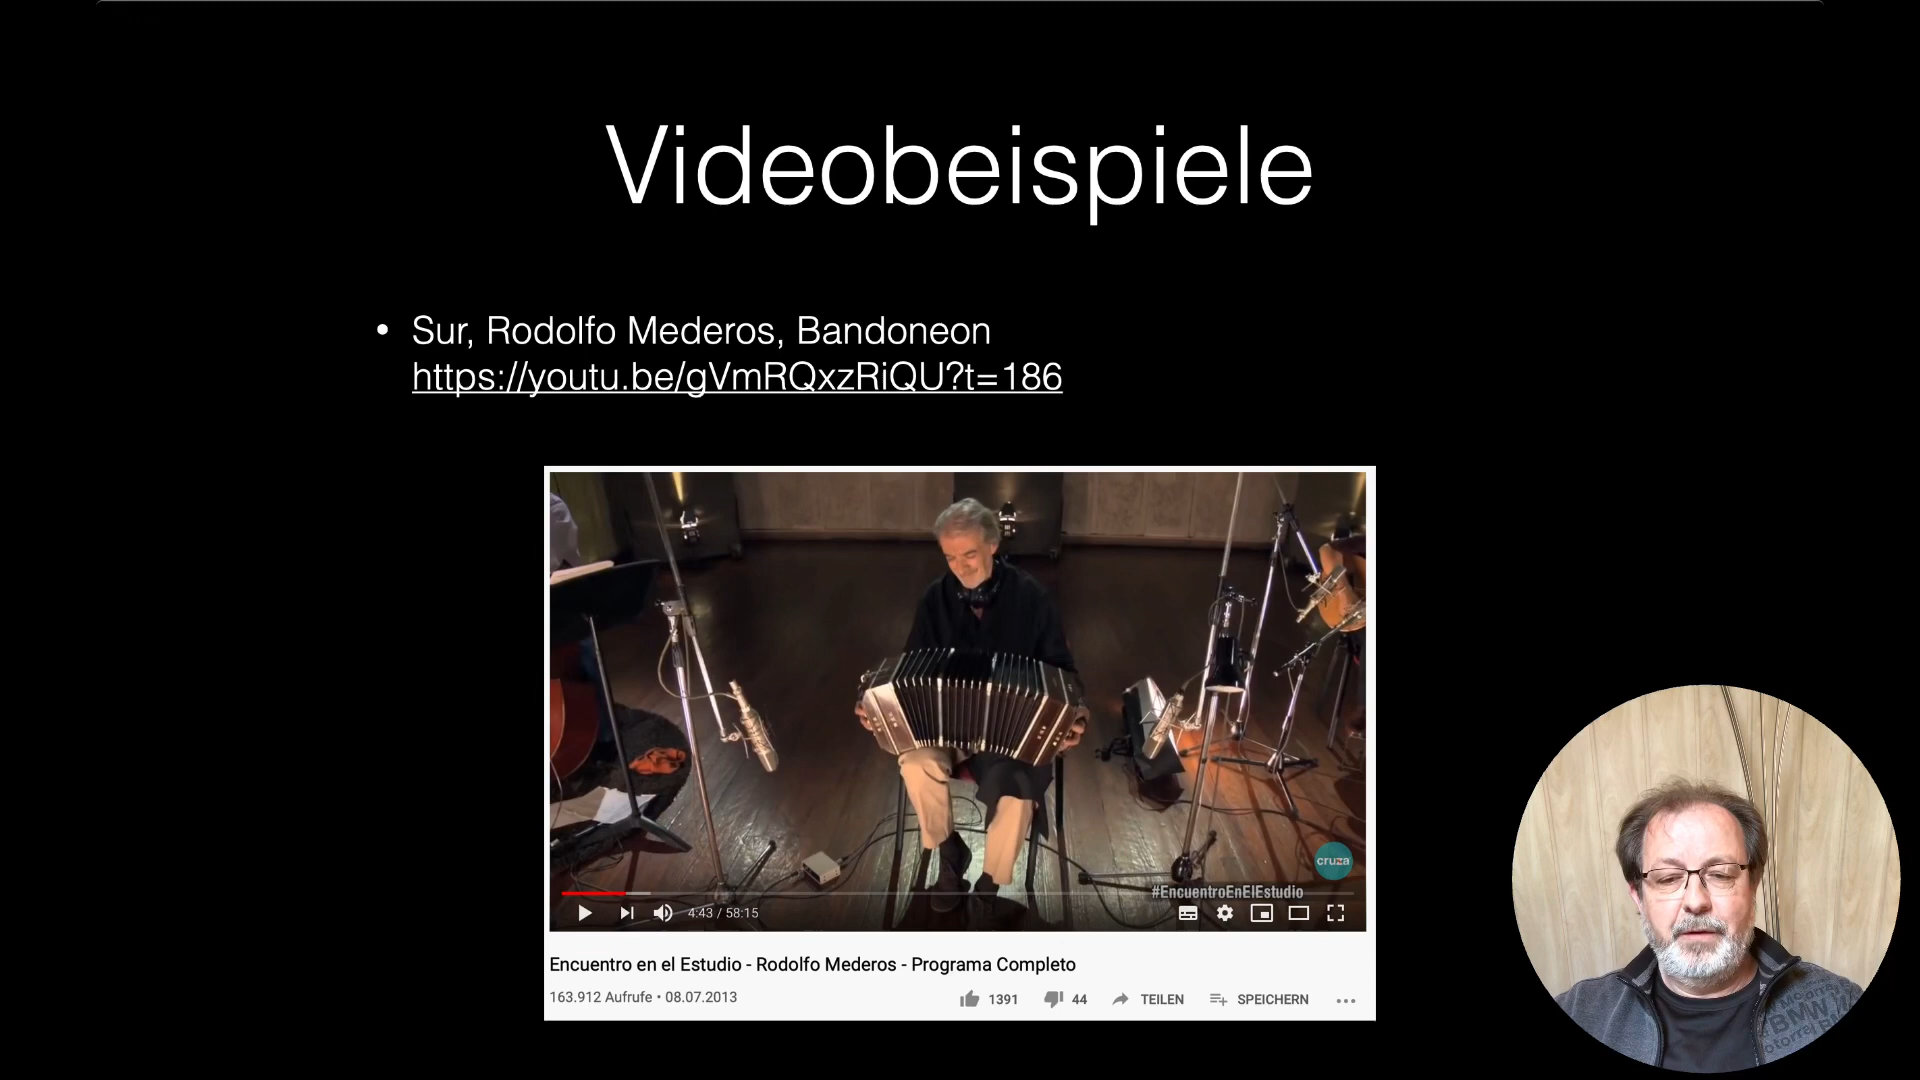 Videobeispiele
• Sur, Rodolfo Mederos, Bandoneon
https://youtu.be/gVmRQxzRiQU?t=186
cruza
#EncuentroEnElEstudio
4:43 / 58:15
Encuentro en el Estudio - Rodolfo Mederos - Programa Completo
163.912 Aufrufe • 08.07.2013
1391
44
TEILEN
SPEICHERN
BMW